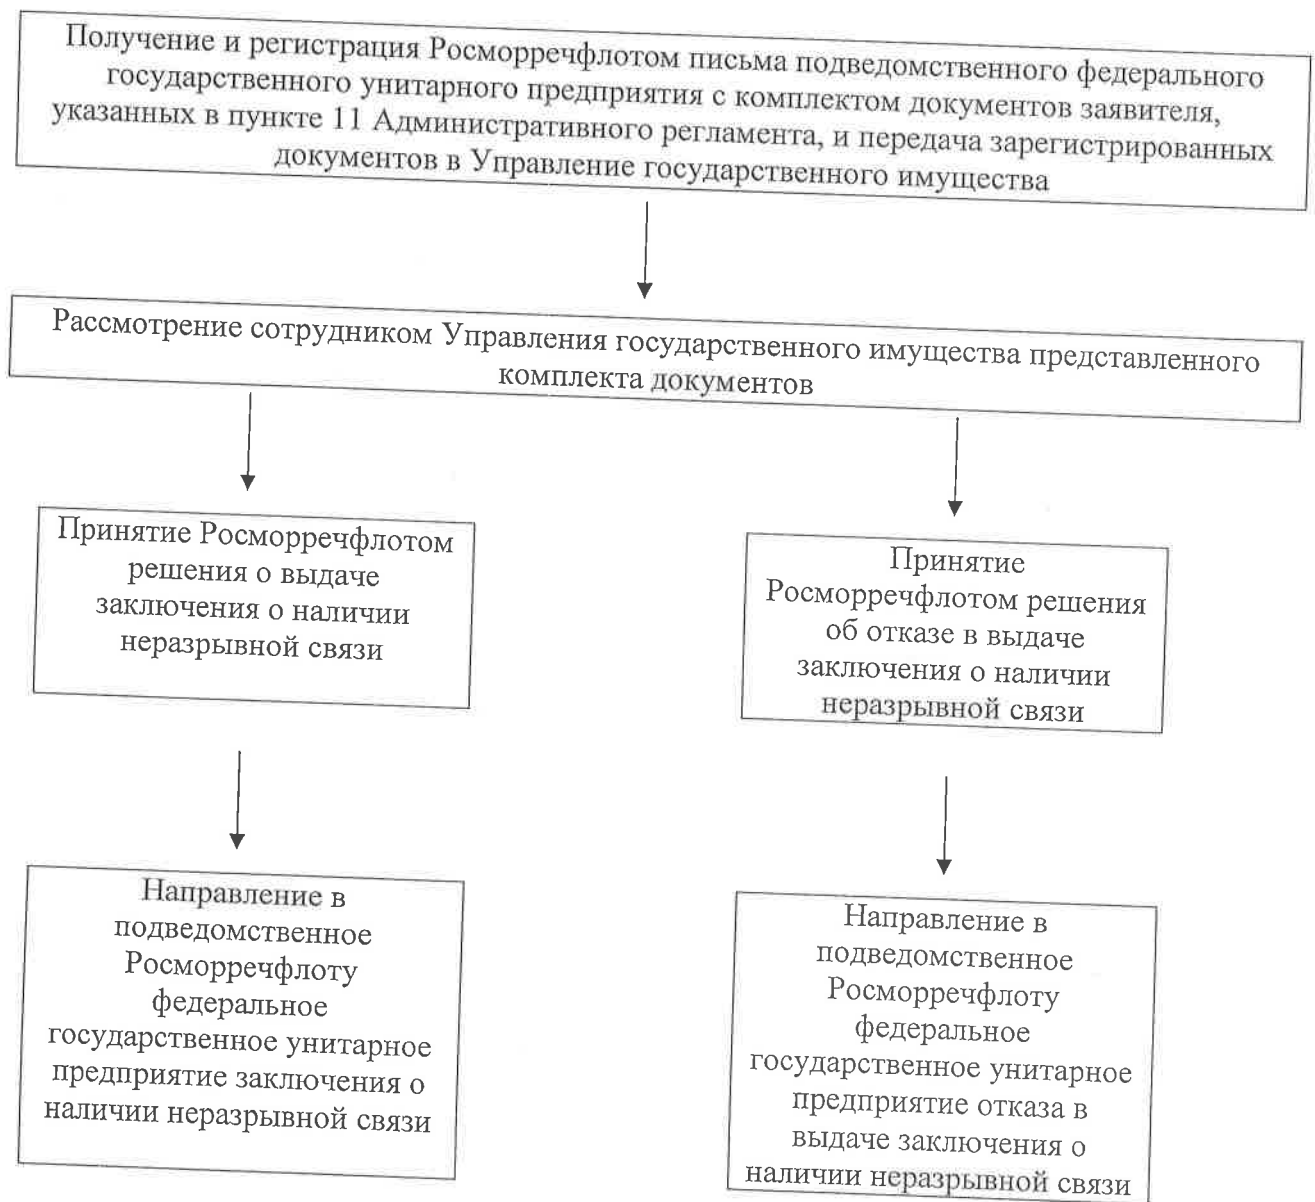 Получение и регистрация Росморречфлотом письма подведомственного федерального
государственного унитарного предприятия с комплектом документов заявителя,
указанных в пункте 11 Административного регламента, и передача зарегистрированных
документов в Управление государственного имущества
Рассмотрение сотрудником Управления государственного имущества представленного
комплекта документов
Принятие Росморречфлотом
решения о выдаче
заключения о наличии
неразрывной связи
Принятие
Росморречфлотом решения
об отказе в выдаче
заключения о наличии
неразрывной связи
Направление в
подведомственное
Росморречфлоту
федеральное
государственное унитарное
предприятие заключения о
наличии неразрывной связи
Направление в
подведомственное
Росморречфлоту
федеральное
государственное унитарное
предприятие отказа в
выдаче заключения о
наличии неразрывной связи